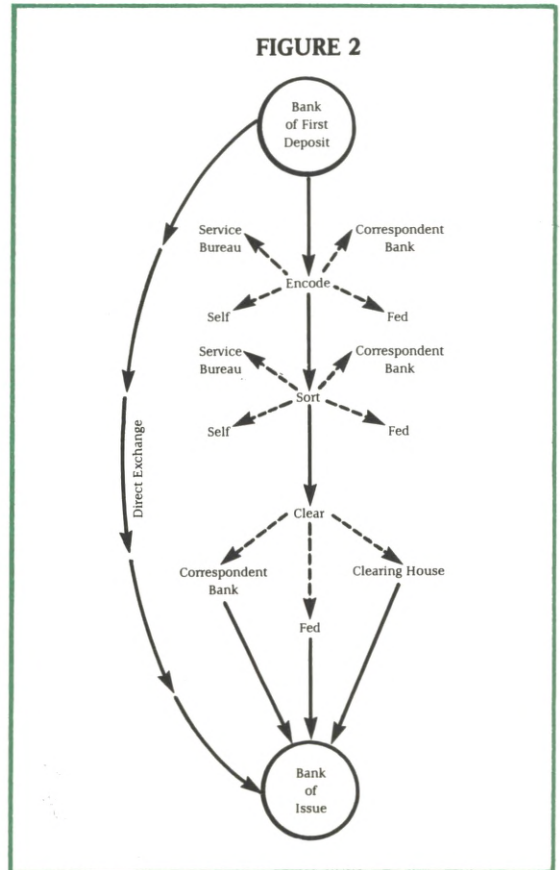 FIGURE 2
Bank
of First
Deposit
Service
Bureau
Correspondent
Bank
Encode
Self
Fed
Service
Bureau
Correspondent
Bank
Sort
Self
Fed
Direct Exchange
Clear
Correspondent
Bank
Clearing House
Fed
Bank
of
Issue